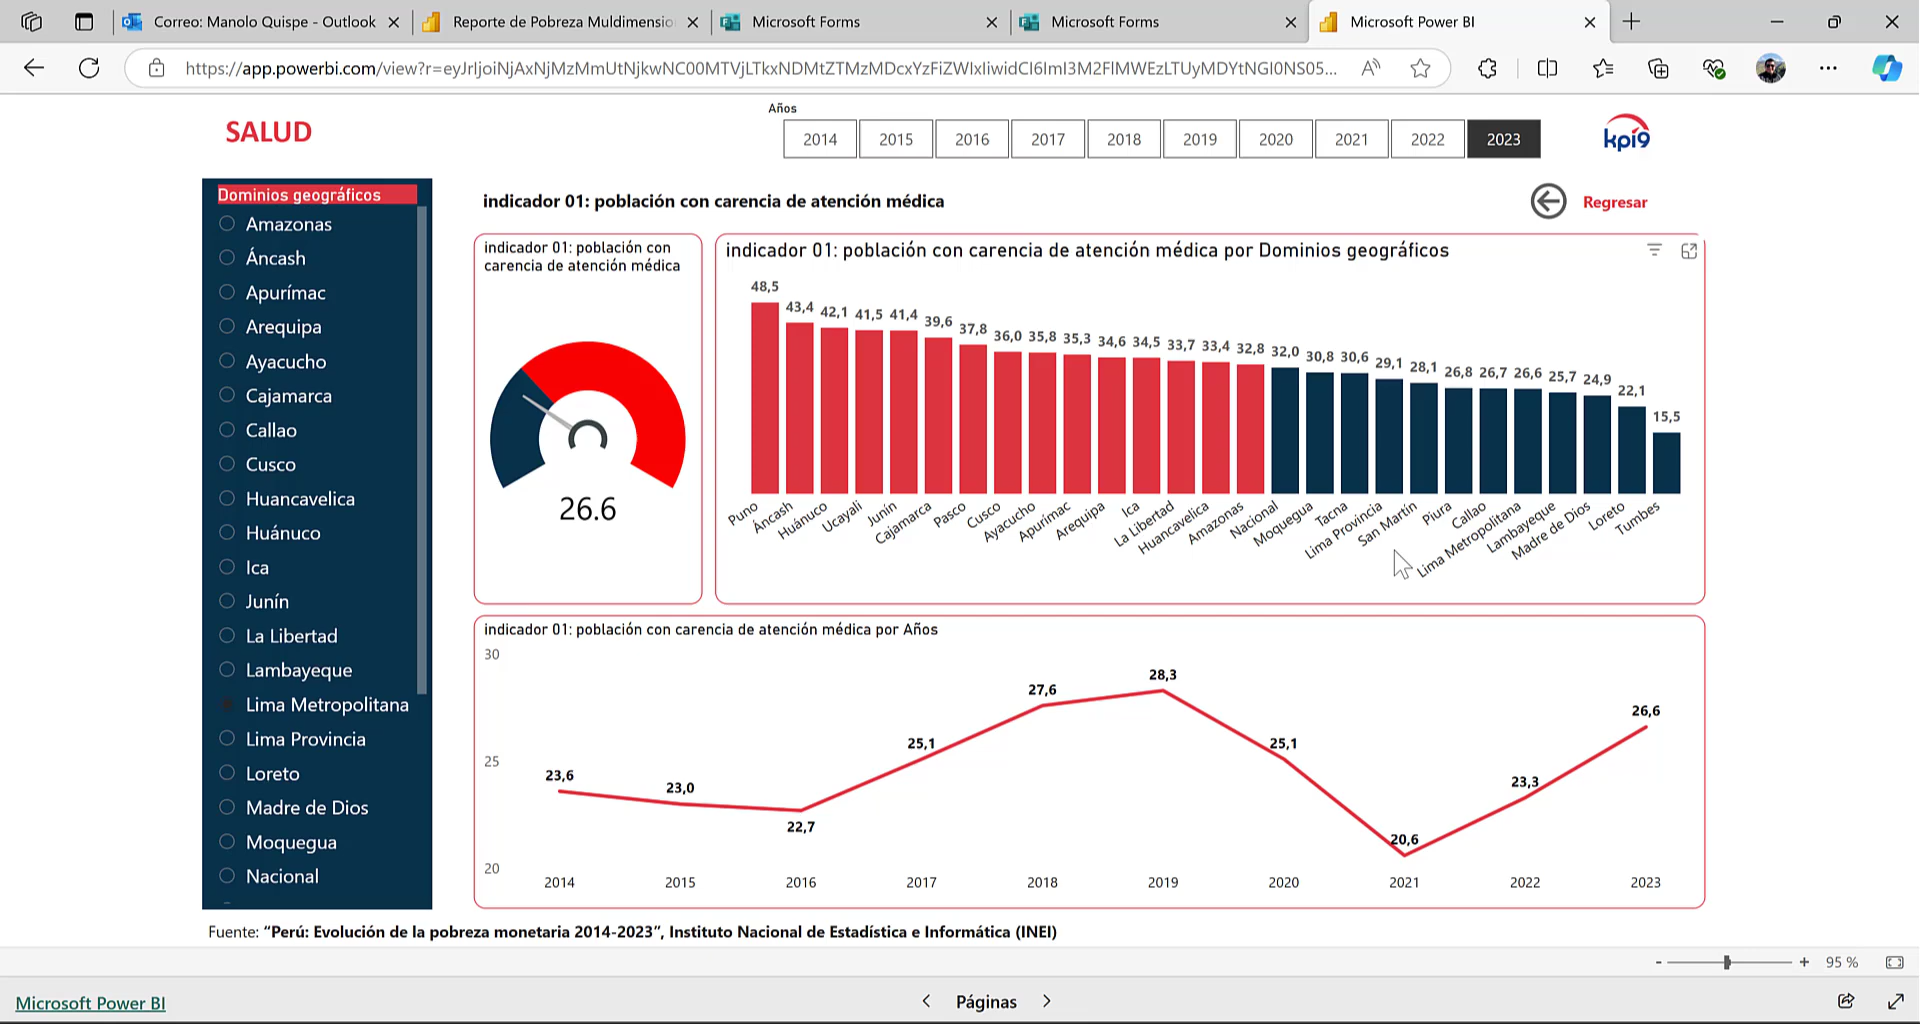 Correo: Manolo Quispe - Outlook
Reporte de Pobreza Muldimensio
Microsoft Forms
Microsoft Forms
Microsoft Power BI
https://app.powerbi.com/view?r=eyJrIjoiNjAxNjMzMmUtNjkwNC00MTVjLTkxNDMtZTMzMDcxYzFiZWIxIiwidCI6ImI3M2FlMWEzLTUyMDYtNGI0NS05...
SALUD
Años
2014
2015
2016
2017
2018
2019
2020
2021
2022
2023
kpi9
Dominios geográficos
Amazonas
Áncash
Apurímac
Arequipa
Ayacucho
Cajamarca
Callao
Cusco
Huancavelica
Huánuco
Ica
Junín
La Libertad
Lambayeque
Lima Metropolitana
Lima Provincia
Loreto
Madre de Dios
Moquegua
Nacional
indicador 01: población con carencia de atención médica
Regresar
indicador 01: población con
carencia de atención médica
26.6
indicador 01: población con carencia de atención médica por Dominios geográficos
48,5
43,4
42,1
41,5
41,4
39,6
37,8
36,0
35,8
35,3
34,6
34,5
33,7
33,4
32,8
32,0
30,8
30,6
29,1
28,1
26,8
26,7
26,6
25,7
24,9
22,1
15,5
Puno
Áncash
Huánuco
Ucayali
Junín
Cajamarca
Pasco
Cusco
Ayacucho
Apurímac
Arequipa
Ica
La Libertad
Huancavelica
Amazonas
Nacional
Moquegua
Tacna
Lima Provincia
San Martín
Piura
Callao
Lima Metropolitana
Lambayeque
Madre de Dios
Loreto
Tumbes
indicador 01: población con carencia de atención médica por Años
30
25
20
23,6
23,0
22,7
25,1
27,6
28,3
25,1
20,6
23,3
26,6
2014
2015
2016
2017
2018
2019
2020
2021
2022
2023
Fuente: “Perú: Evolución de la pobreza monetaria 2014-2023”, Instituto Nacional de Estadística e Informática (INEI)
- + 95 %
Microsoft Power BI
Páginas